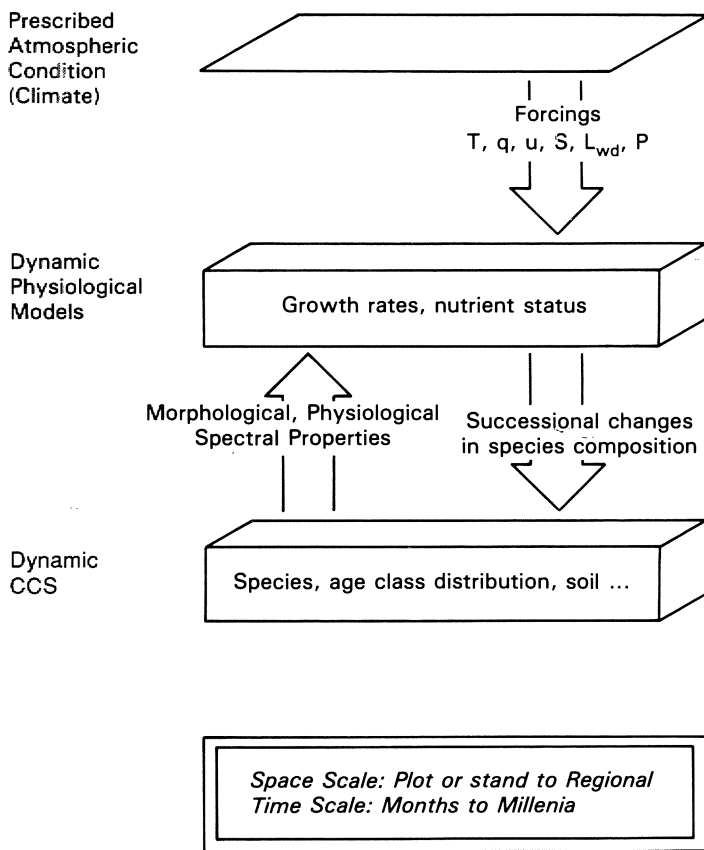 Prescribed
Atmospheric
Condition
(Climate)
Forcings
T, q, u, S, Lwd, P
Dynamic
Physiological
Models
Growth rates, nutrient status
Morphological, Physiological
Spectral Properties
Successional changes
in species composition
Dynamic
CCS
Species, age class distribution, soil ...
Space Scale: Plot or stand to Regional
Time Scale: Months to Millenia